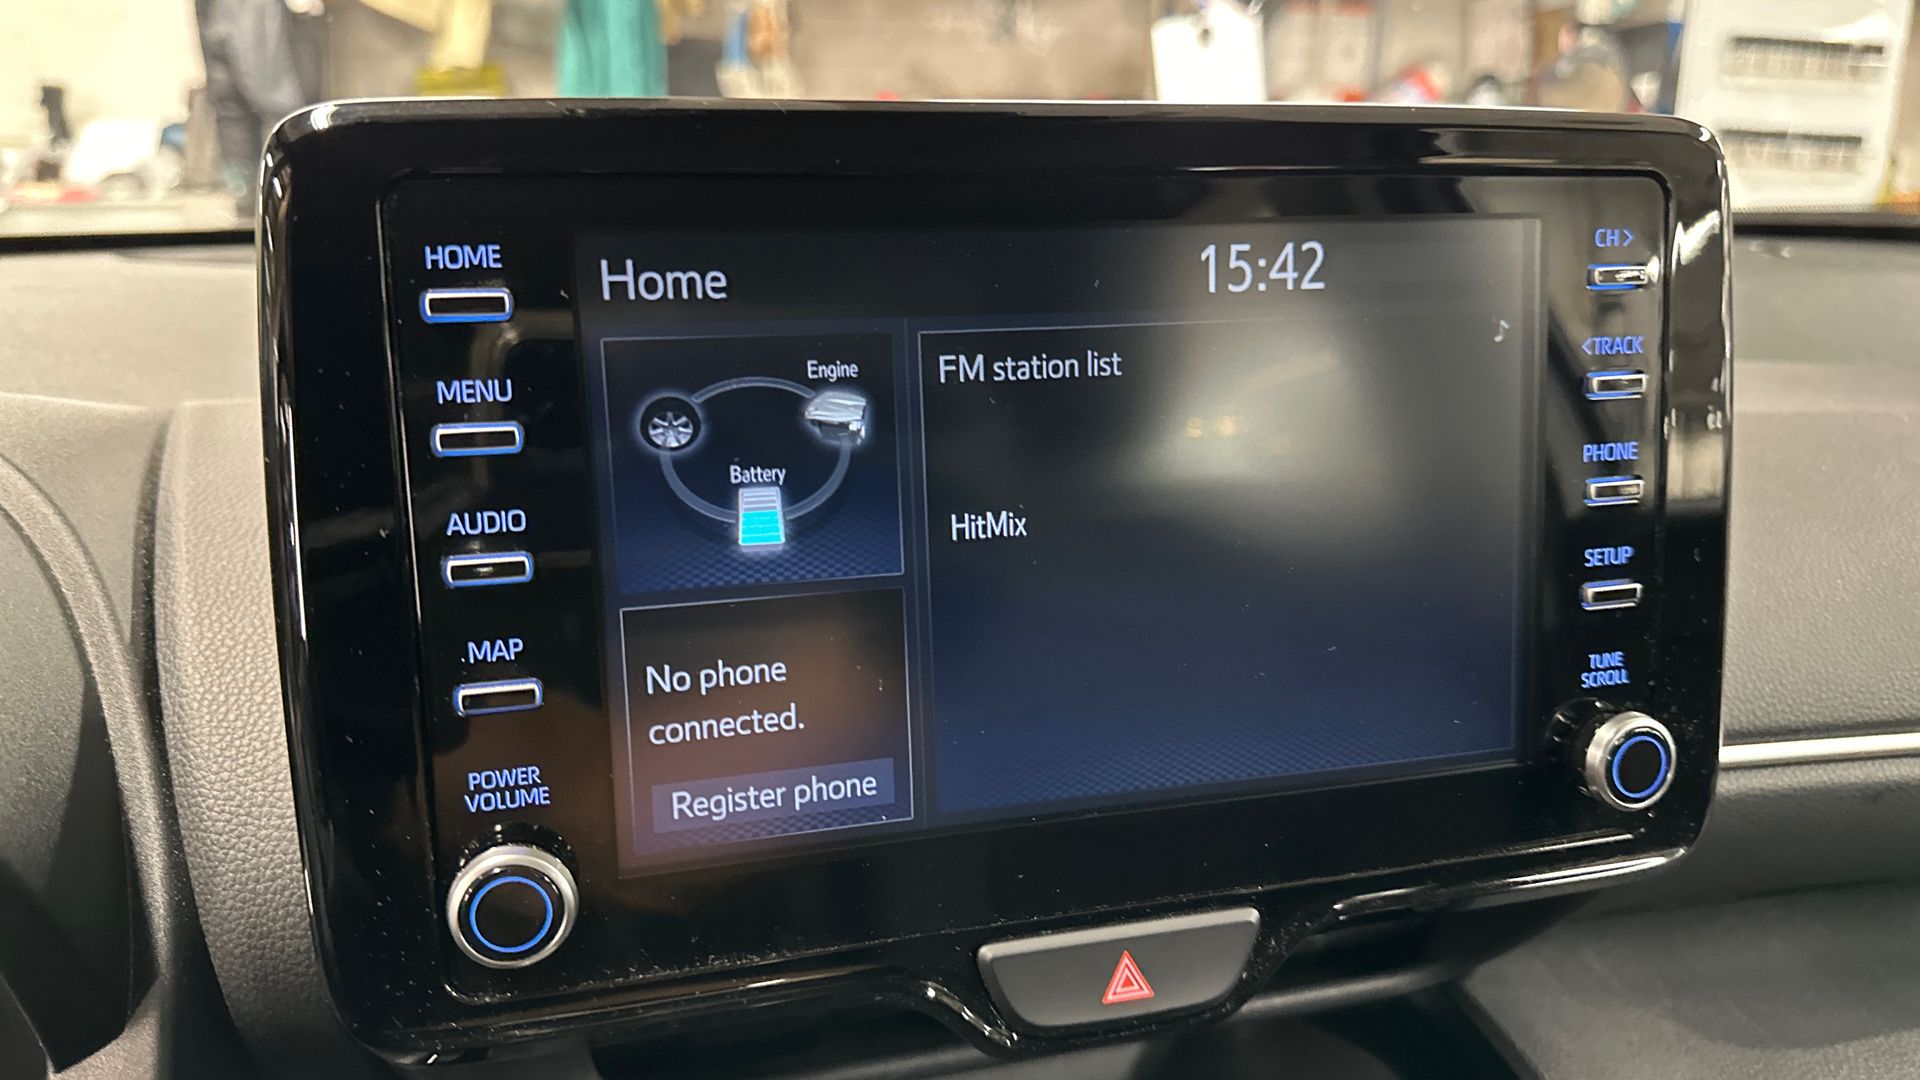 HOME
MENU
AUDIO
MAP
POWER
VOLUME
Home
15:42
Engine
Battery
FM station list
HitMix
No phone
connected.
Register phone
CH>
<TRACK
PHONE
SETUP
TUNE
SCROLL